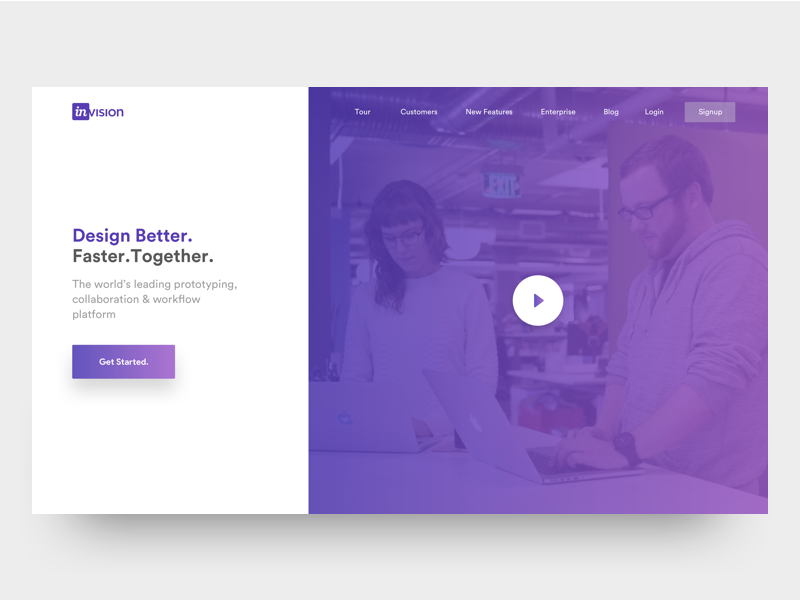 invision
Tour Customers New Features Enterprise Blog Login Signup
EXIT
Design Better.
Faster.Together.
The world's leading prototyping,
collaboration & workflow
platform
Get Started.